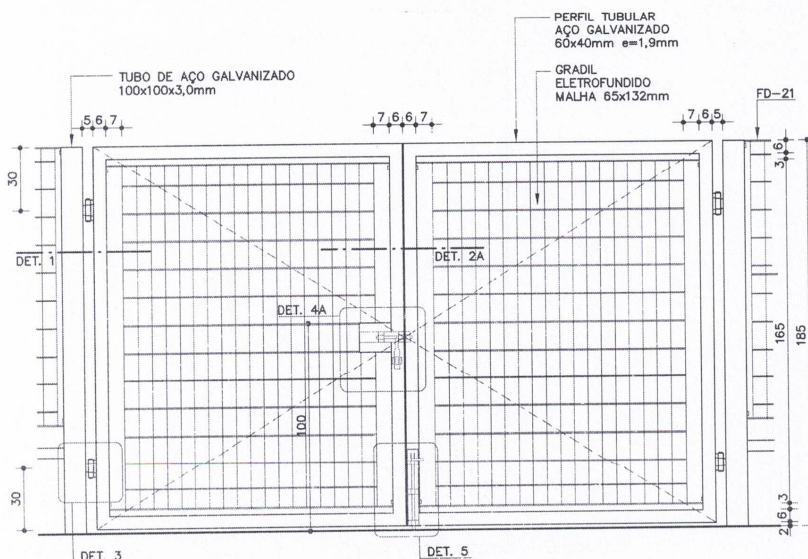 PERFIL TUBULAR
AÇO GALVANIZADO
60x40mm e=1,9mm
TUBO DE AÇO GALVANIZADO
100x100x3,0mm
GRADIL
ELETROFUNDIDO
MALHA 65x132mm
FD-21
5 6 7
7 6 6 7
7 6 5
30
6
3
DET. 1
DET. 2A
DET. 4A
165
185
100
30
3
6
2
DET. 3
DET. 5